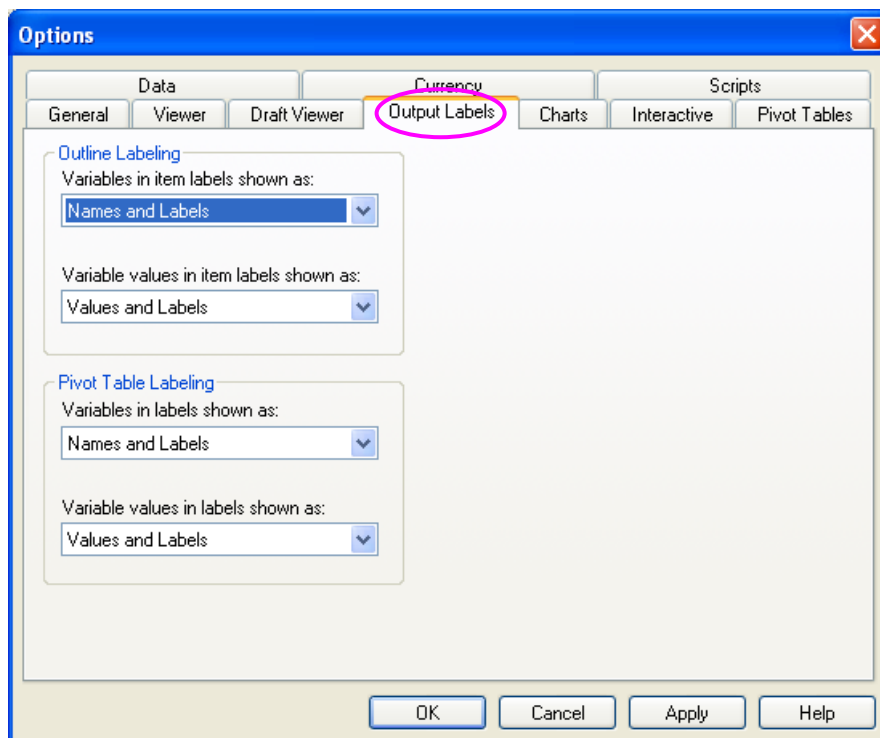 Options
Data Currency Scripts
General Viewer Draft Viewer Output Labels Charts Interactive Pivot Tables
Outline Labeling
Variables in item labels shown as:
Names and Labels
Variable values in item labels shown as:
Values and Labels
Pivot Table Labeling
Variables in labels shown as:
Names and Labels
Variable values in labels shown as:
Values and Labels
OK Cancel Apply Help